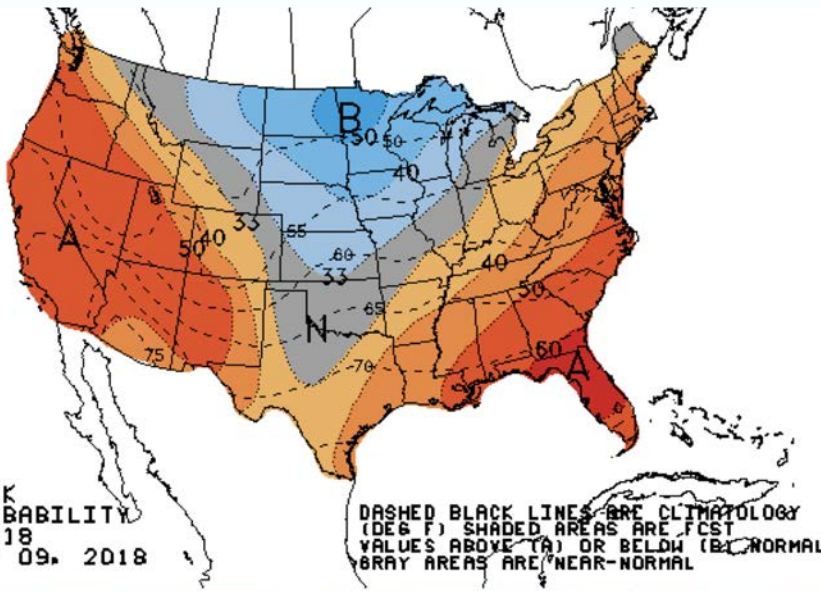 B
50
50
40
33
55
A
50
40
60
33
40
N
65
50
75
70
60
A
K
BABILITY
18
09, 2018
DASHED BLACK LINES ARE CLIMATOLOGY
(DEG F) SHADED AREAS ARE FCST
VALUES ABOVE (A) OR BELOW (B) NORMAL
GRAY AREAS ARE NEAR-NORMAL